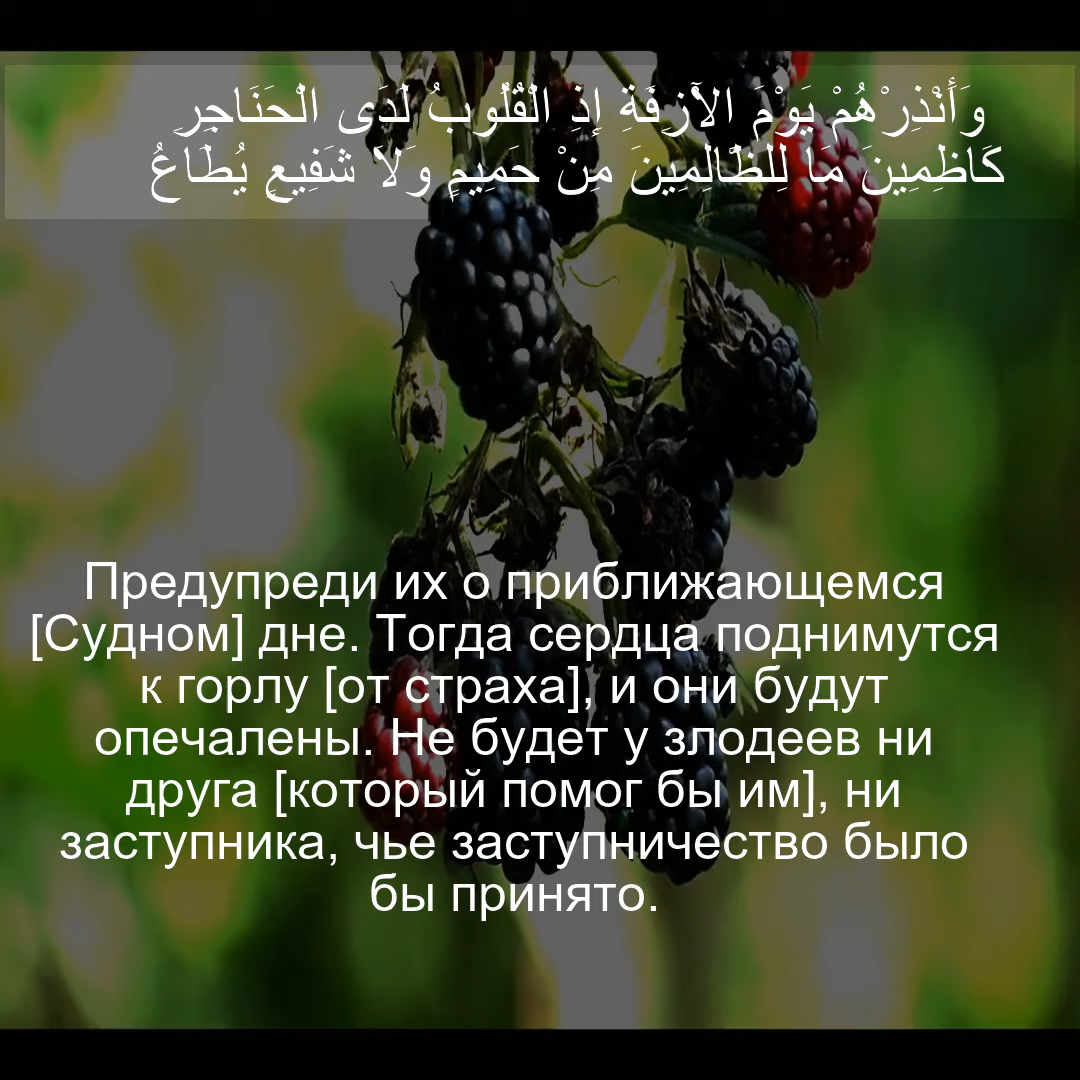 وَأَنْذِرْهُمْ يَوْمَ الْآزِفَةِ إِذِ الْقُلُوبُ لَدَى الْحَنَاجِرِ
كَاظِمِينَ مَا لِلظَّالِمِينَ مِنْ حَمِيمٍ وَلَا شَفِيعٍ يُطَاعُ
Предупреди их о приближающемся
[Судном] дне. Тогда сердца поднимутся
к горлу [от страха], и они будут
опечалены. Не будет у злодеев ни
друга [который помог бы им], ни
заступника, чье заступничество было
бы принято.